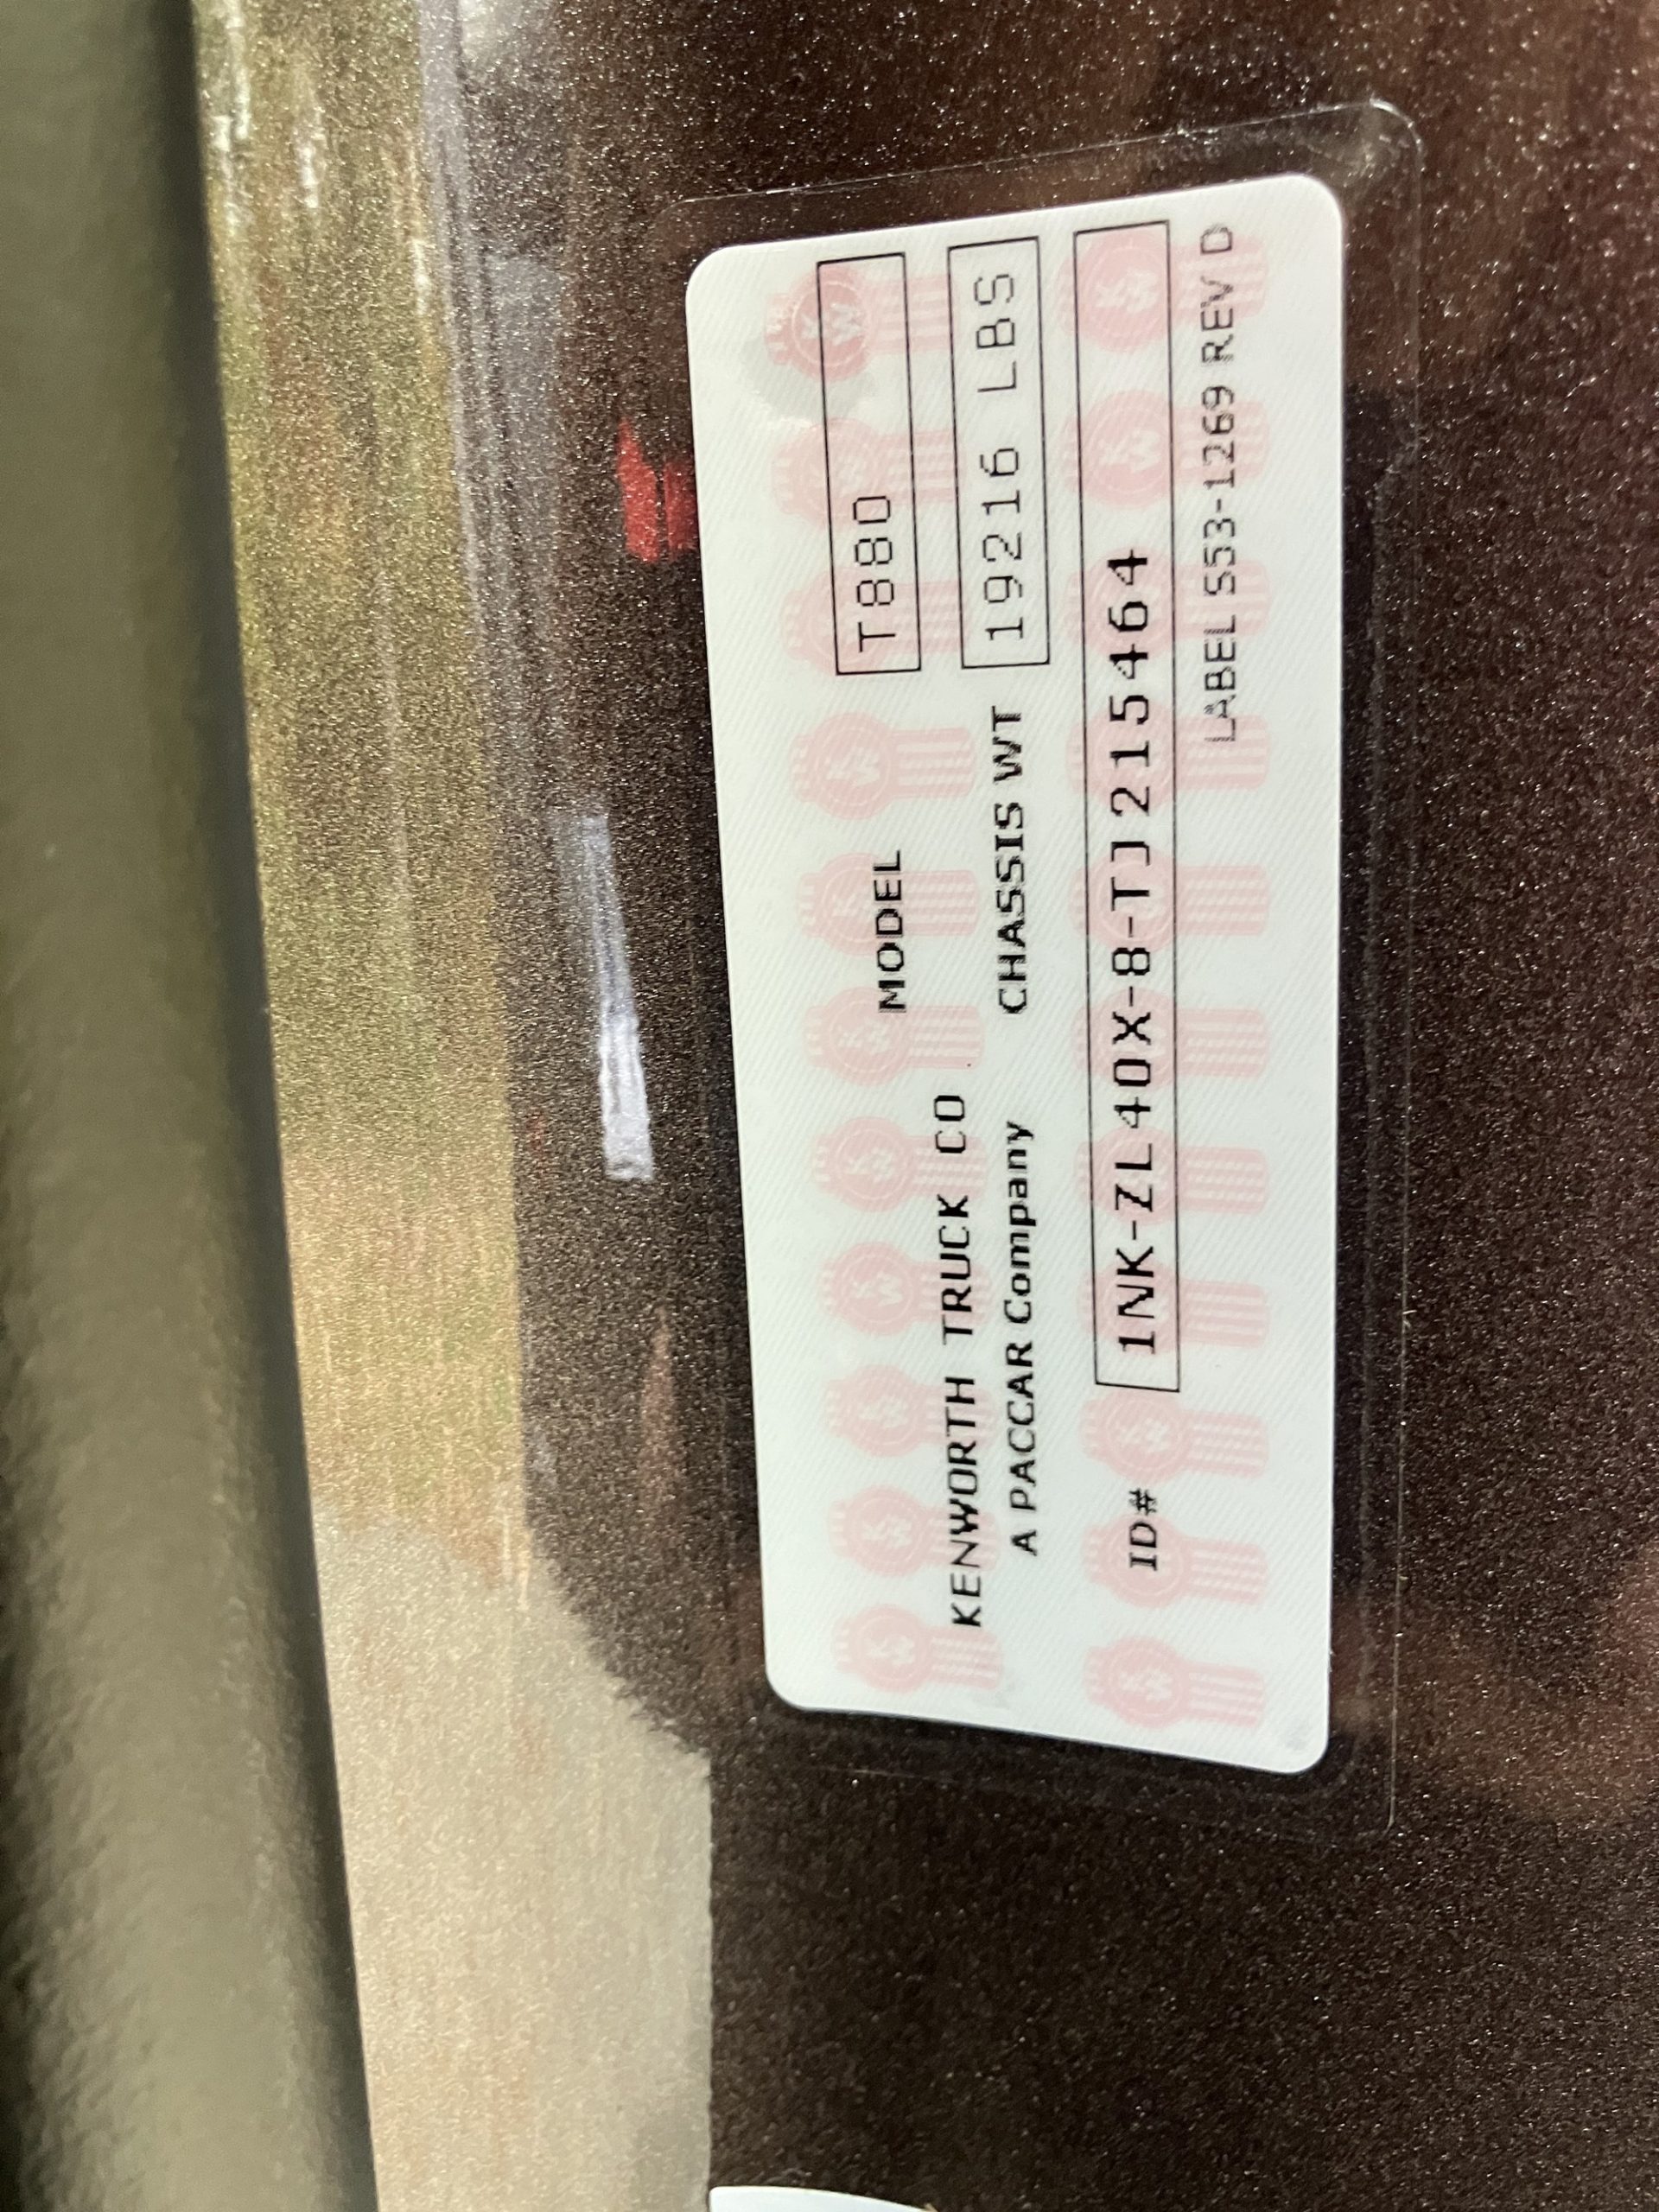 MODEL T880
KENWORTH TRUCK CO
A PACCAR Company CHASSIS WT 19216 LBS
ID# 1NK-ZL40X-8-TJ215464
LABEL S53-1269 REV D